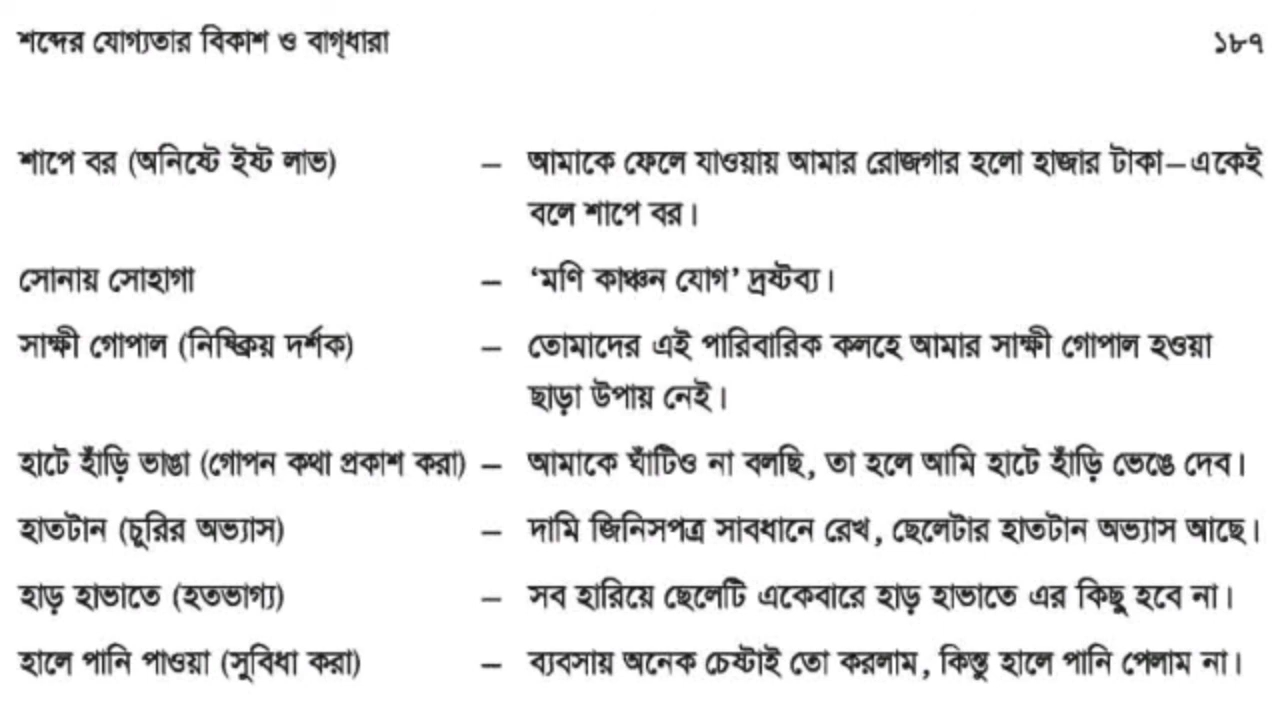 শব্দের যোগ্যতার বিকাশ ও বাগ্‌ধারা ১৮৭
শাপে বর (অনিষ্টে ইষ্ট লাভ) – আমাকে ফেলে যাওয়ায় আমার রোজগার হলো হাজার টাকা–একেই
বলে শাপে বর।
সোনায় সোহাগা – ‘মণি কাঞ্চন যোগ’ দ্রষ্টব্য।
সাক্ষী গোপাল (নিষ্ক্রিয় দর্শক) – তোমাদের এই পারিবারিক কলহে আমার সাক্ষী গোপাল হওয়া
ছাড়া উপায় নেই।
হাটে হাঁড়ি ভাঙা (গোপন কথা প্রকাশ করা) – আমাকে ঘাঁটিও না বলছি, তা হলে আমি হাটে হাঁড়ি ভেঙে দেব।
হাতটান (চুরির অভ্যাস) – দামি জিনিসপত্র সাবধানে রেখ, ছেলেটার হাতটান অভ্যাস আছে।
হাড় হাভাতে (হতভাগ্য) – সব হারিয়ে ছেলেটি একেবারে হাড় হাভাতে এর কিছু হবে না।
হালে পানি পাওয়া (সুবিধা করা) – ব্যবসায় অনেক চেষ্টাই তো করলাম, কিন্তু হালে পানি পেলাম না।